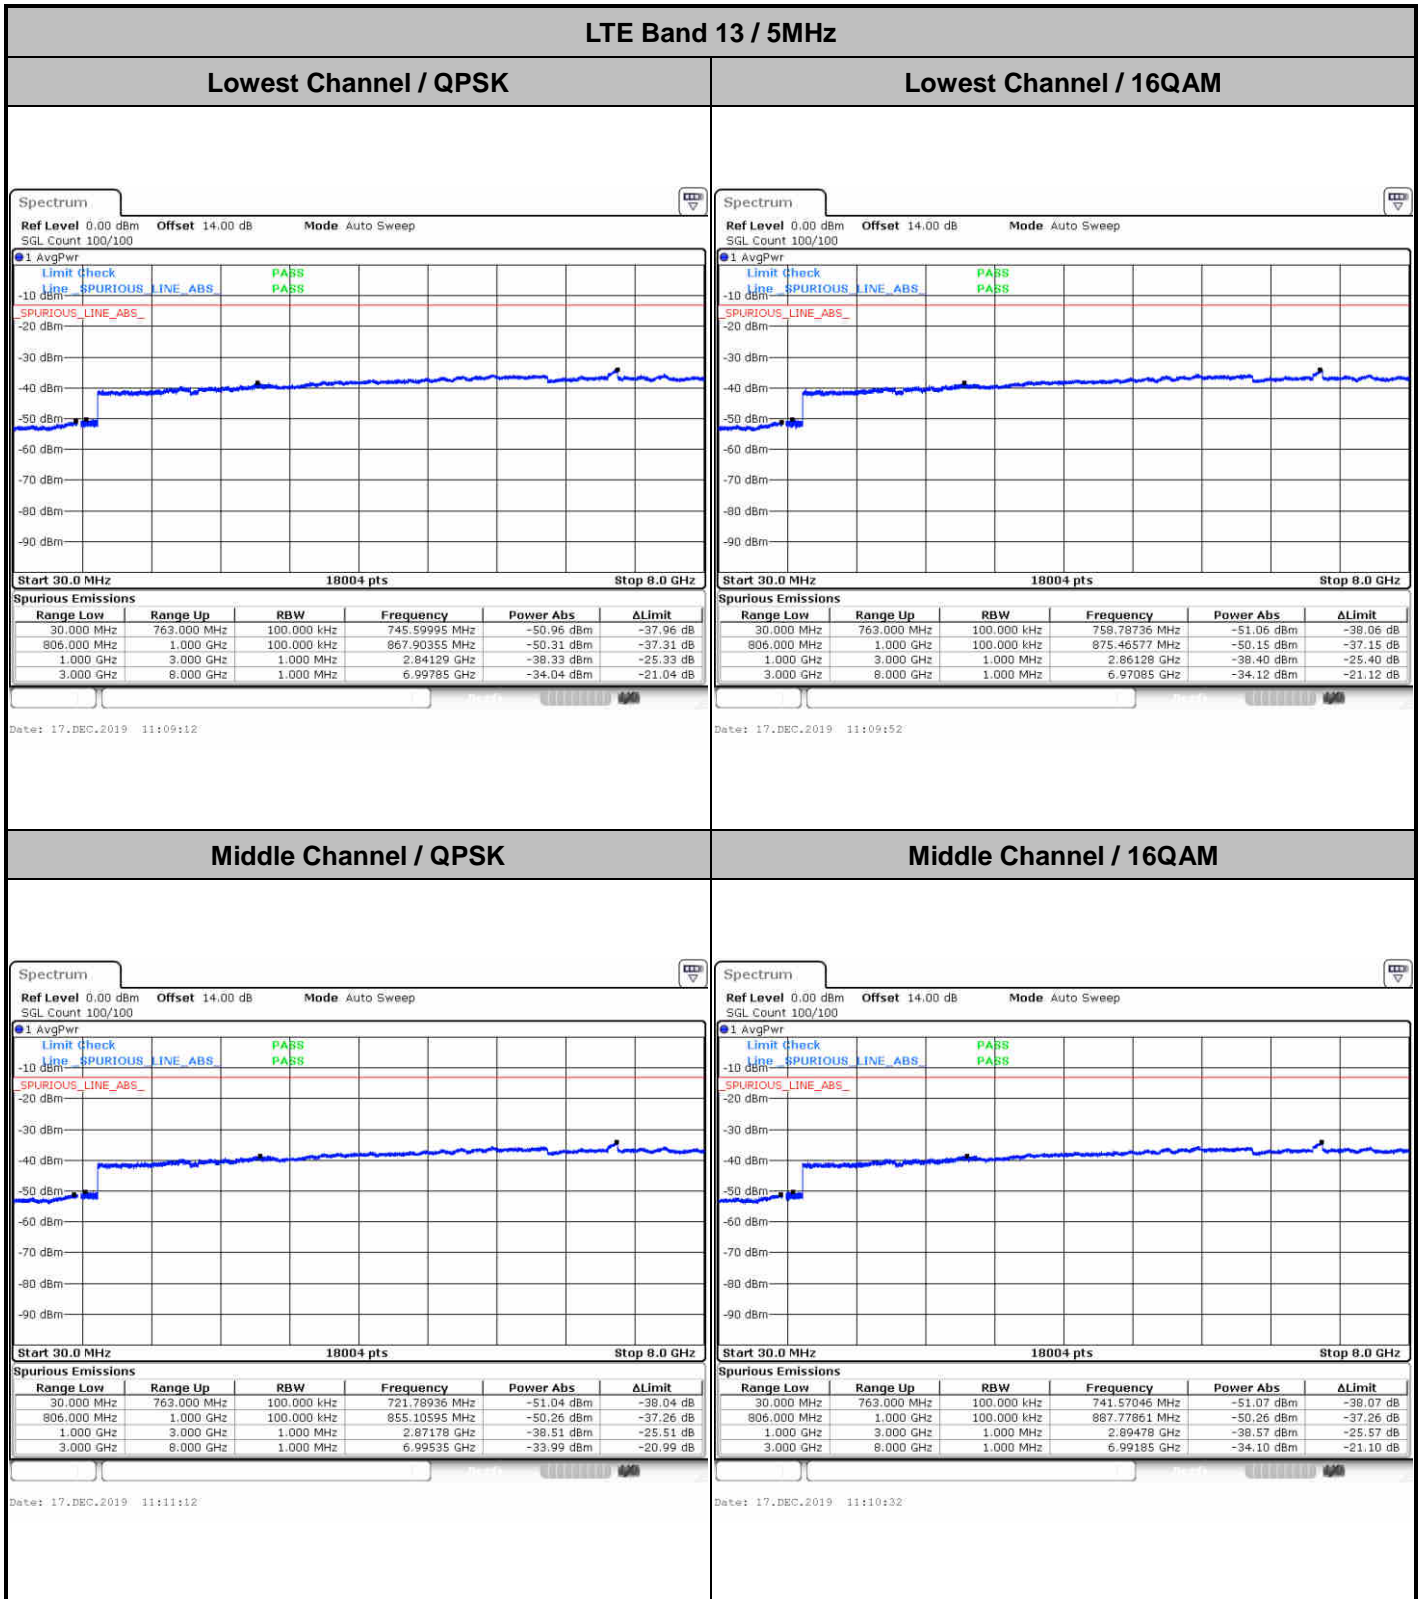 LTE Band 13 / 5MHz
Lowest Channel / QPSK
Lowest Channel / 16QAM
Spectrum
Ref Level 0.00 dBm Offset 14.00 dB Mode Auto Sweep
SGL Count 100/100
1 AvgPwr
Limit Check PASS
Line _SPURIOUS_LINE_ABS_ PASS
-10 dBm
_SPURIOUS_LINE_ABS_
-20 dBm
-30 dBm
-40 dBm
-50 dBm
-60 dBm
-70 dBm
-80 dBm
-90 dBm
Start 30.0 MHz 18004 pts Stop 8.0 GHz
Spurious Emissions
Range Low Range Up RBW Frequency Power Abs ΔLimit
30.000 MHz 763.000 MHz 100.000 kHz 745.59995 MHz -50.96 dBm -37.96 dB
806.000 MHz 1.000 GHz 100.000 kHz 867.90355 MHz -50.31 dBm -37.31 dB
1.000 GHz 3.000 GHz 1.000 MHz 2.84129 GHz -38.33 dBm -25.33 dB
3.000 GHz 8.000 GHz 1.000 MHz 6.99785 GHz -34.04 dBm -21.04 dB
Date: 17.DEC.2019 11:09:12
Spectrum
Ref Level 0.00 dBm Offset 14.00 dB Mode Auto Sweep
SGL Count 100/100
1 AvgPwr
Limit Check PASS
Line _SPURIOUS_LINE_ABS_ PASS
-10 dBm
_SPURIOUS_LINE_ABS_
-20 dBm
-30 dBm
-40 dBm
-50 dBm
-60 dBm
-70 dBm
-80 dBm
-90 dBm
Start 30.0 MHz 18004 pts Stop 8.0 GHz
Spurious Emissions
Range Low Range Up RBW Frequency Power Abs ΔLimit
30.000 MHz 763.000 MHz 100.000 kHz 758.78736 MHz -51.06 dBm -38.06 dB
806.000 MHz 1.000 GHz 100.000 kHz 875.46577 MHz -50.15 dBm -37.15 dB
1.000 GHz 3.000 GHz 1.000 MHz 2.86128 GHz -38.40 dBm -25.40 dB
3.000 GHz 8.000 GHz 1.000 MHz 6.97085 GHz -34.12 dBm -21.12 dB
Date: 17.DEC.2019 11:09:52
Middle Channel / QPSK
Middle Channel / 16QAM
Spectrum
Ref Level 0.00 dBm Offset 14.00 dB Mode Auto Sweep
SGL Count 100/100
1 AvgPwr
Limit Check PASS
Line _SPURIOUS_LINE_ABS_ PASS
-10 dBm
_SPURIOUS_LINE_ABS_
-20 dBm
-30 dBm
-40 dBm
-50 dBm
-60 dBm
-70 dBm
-80 dBm
-90 dBm
Start 30.0 MHz 18004 pts Stop 8.0 GHz
Spurious Emissions
Range Low Range Up RBW Frequency Power Abs ΔLimit
30.000 MHz 763.000 MHz 100.000 kHz 721.78936 MHz -51.04 dBm -38.04 dB
806.000 MHz 1.000 GHz 100.000 kHz 855.10595 MHz -50.26 dBm -37.26 dB
1.000 GHz 3.000 GHz 1.000 MHz 2.87178 GHz -38.51 dBm -25.51 dB
3.000 GHz 8.000 GHz 1.000 MHz 6.99535 GHz -33.99 dBm -20.99 dB
Date: 17.DEC.2019 11:11:12
Spectrum
Ref Level 0.00 dBm Offset 14.00 dB Mode Auto Sweep
SGL Count 100/100
1 AvgPwr
Limit Check PASS
Line _SPURIOUS_LINE_ABS_ PASS
-10 dBm
_SPURIOUS_LINE_ABS_
-20 dBm
-30 dBm
-40 dBm
-50 dBm
-60 dBm
-70 dBm
-80 dBm
-90 dBm
Start 30.0 MHz 18004 pts Stop 8.0 GHz
Spurious Emissions
Range Low Range Up RBW Frequency Power Abs ΔLimit
30.000 MHz 763.000 MHz 100.000 kHz 741.57046 MHz -51.07 dBm -38.07 dB
806.000 MHz 1.000 GHz 100.000 kHz 887.77861 MHz -50.26 dBm -37.26 dB
1.000 GHz 3.000 GHz 1.000 MHz 2.89478 GHz -38.57 dBm -25.57 dB
3.000 GHz 8.000 GHz 1.000 MHz 6.99185 GHz -34.10 dBm -21.10 dB
Date: 17.DEC.2019 11:10:32